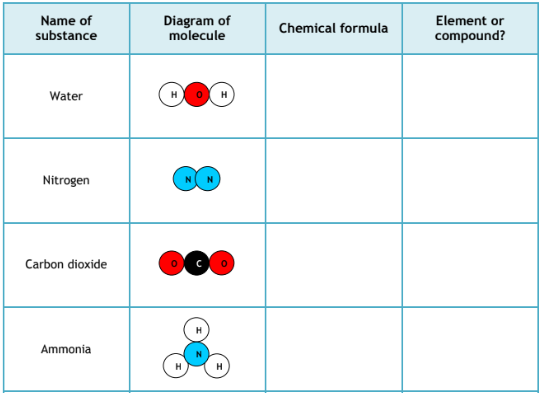 Name of
substance
Diagram of
molecule
Chemical formula
Element or
compound?
Water
H O H
Nitrogen
N N
Carbon dioxide
O C O
Ammonia
H
N
H H